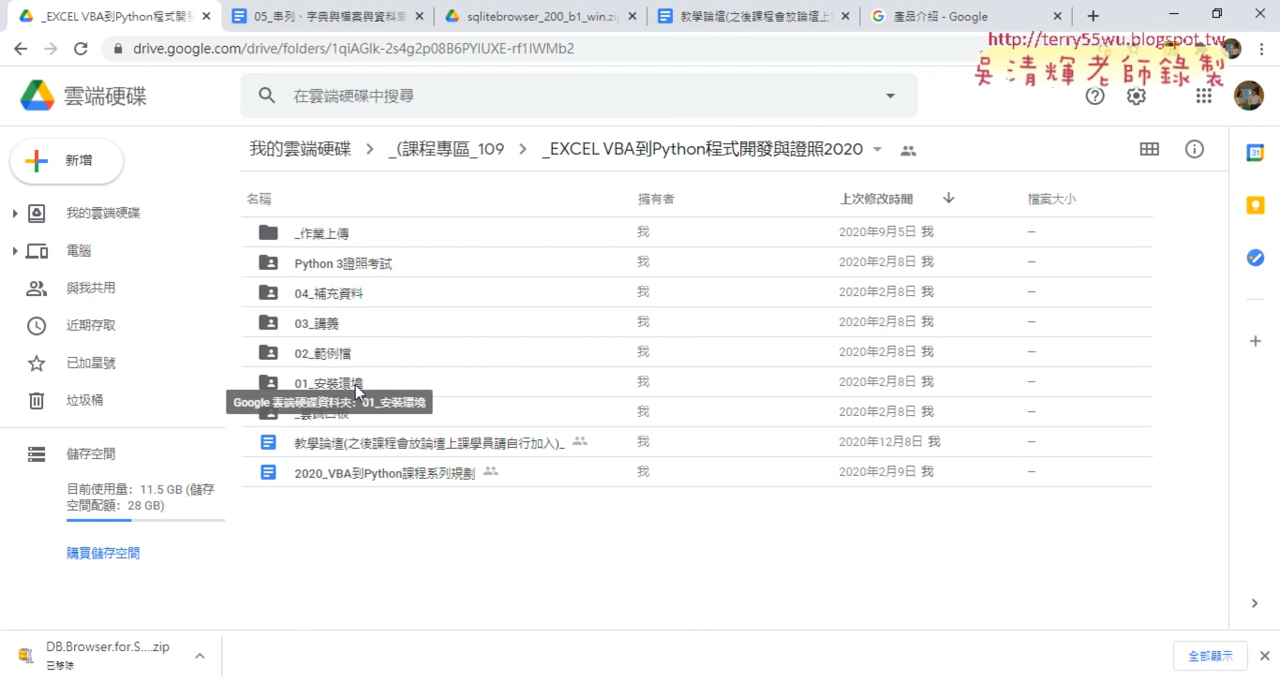 _EXCEL VBA到Python程式開發
05_串列、字典與檔案與資料庫
sqlitebrowser_200_b1_win.zi
教學論壇(之後課程會放論壇上
產品介紹 - Google
drive.google.com/drive/folders/1qiAGlk-2s4g2p08B6PYlUXE-rf1IWMb2
http://terry55wu.blogspot.tw
吳清輝老師錄製
雲端硬碟
在雲端硬碟中搜尋
新增
我的雲端硬碟 > _(課程專區_109 > _EXCEL VBA到Python程式開發與證照2020
名稱 擁有者 上次修改時間 檔案大小
我的雲端硬碟
電腦
與我共用
近期存取
已加星號
垃圾桶
儲存空間
目前使用量: 11.5 GB (儲存
空間配額: 28 GB)
購買儲存空間
_作業上傳 我 2020年9月5日 我 —
Python 3證照考試 我 2020年2月8日 我 —
04_補充資料 我 2020年2月8日 我 —
03_講義 我 2020年2月8日 我 —
02_範例檔 我 2020年2月8日 我 —
01_安裝環境 我 2020年2月8日 我 —
Google 雲端硬碟資料夾: 01_安裝環境
_雲端白板 我 2020年2月8日 我 —
教學論壇(之後課程會放論壇上課學員請自行加入)_ 我 2020年12月8日 我 —
2020_VBA到Python課程系列規劃 我 2020年2月9日 我 —
31
DB.Browser.for.S....zip
已移除
全部顯示